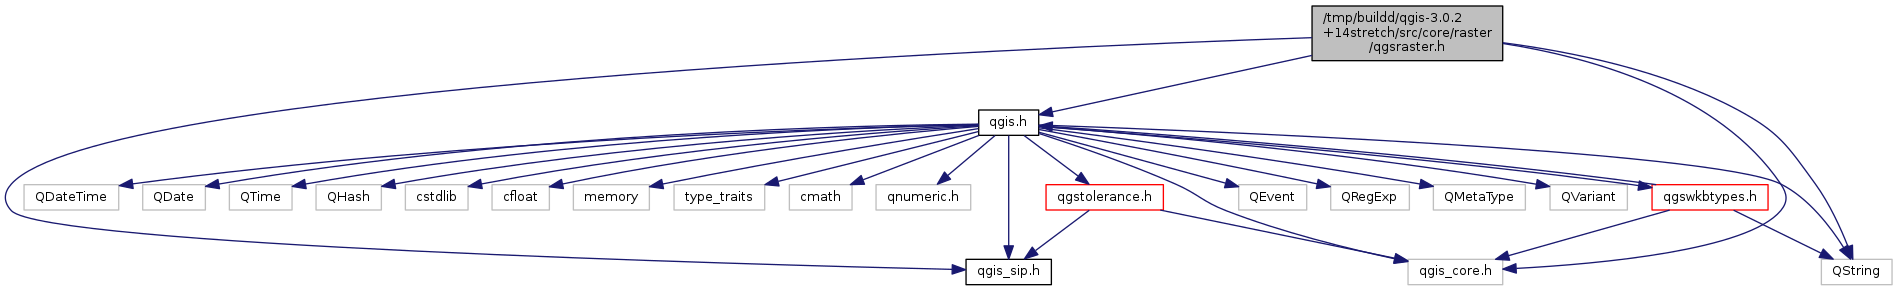 /tmp/buildd/qgis-3.0.2
+14stretch/src/core/raster
/qgsraster.h
qgis.h
QDateTime
QDate
QTime
QHash
cstdlib
cfloat
memory
type_traits
cmath
qnumeric.h
qgstolerance.h
QEvent
QRegExp
QMetaType
QVariant
qgswkbtypes.h
qgis_sip.h
qgis_core.h
QString